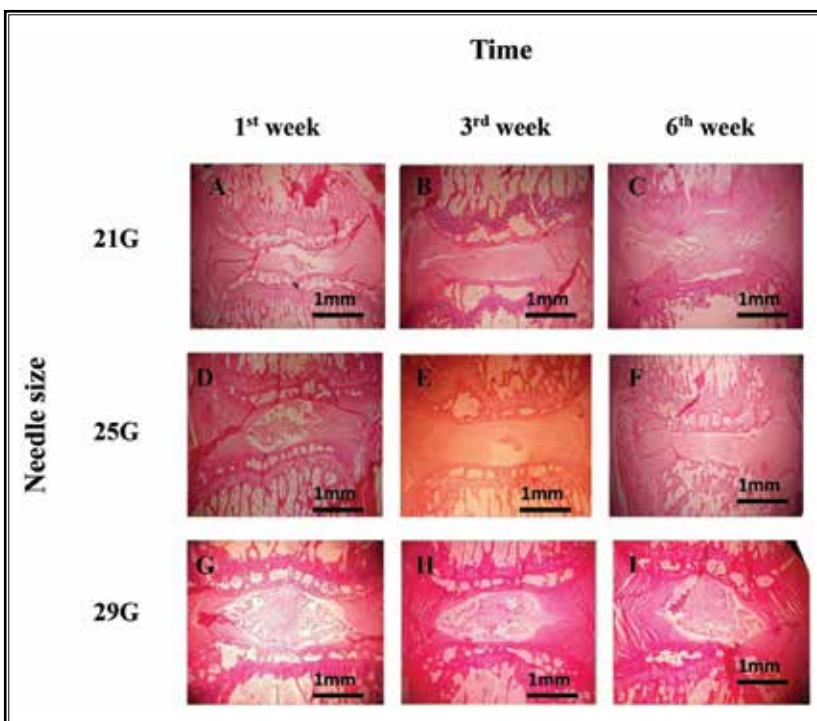 Time
1st week 3rd week 6th week
21G
A B C
1mm 1mm 1mm
Needle size
25G
D E F
1mm 1mm 1mm
29G
G H I
1mm 1mm 1mm